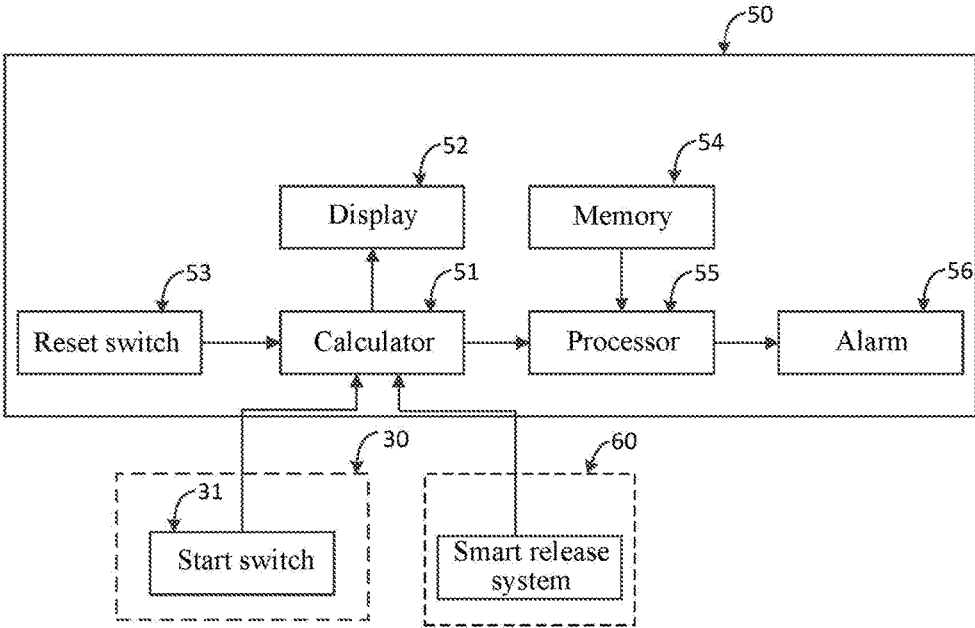 50
52
54
Display
Memory
53
51
55
56
Reset switch
Calculator
Processor
Alarm
30
60
31
Start switch
Smart release
system